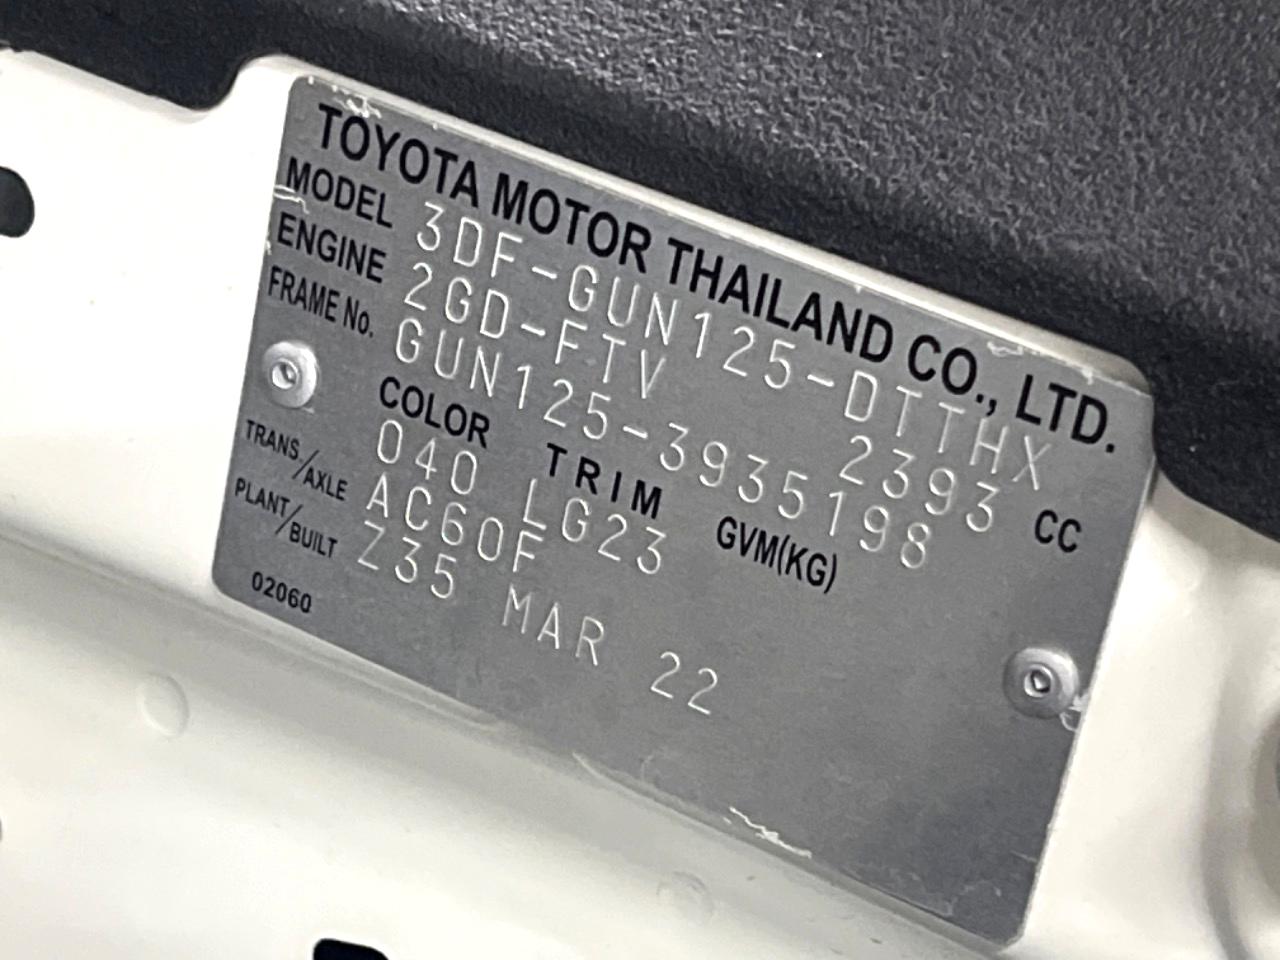 TOYOTA MOTOR THAILAND CO., LTD.
MODEL 3DF-GUN125-DTTHX
ENGINE 2GD-FTV 2393 CC
FRAME No. GUN125-3935198
COLOR TRIM GVM(KG)
040 LG23
TRANS/AXLE AC60F
PLANT/BUILT Z35 MAR 22
02060